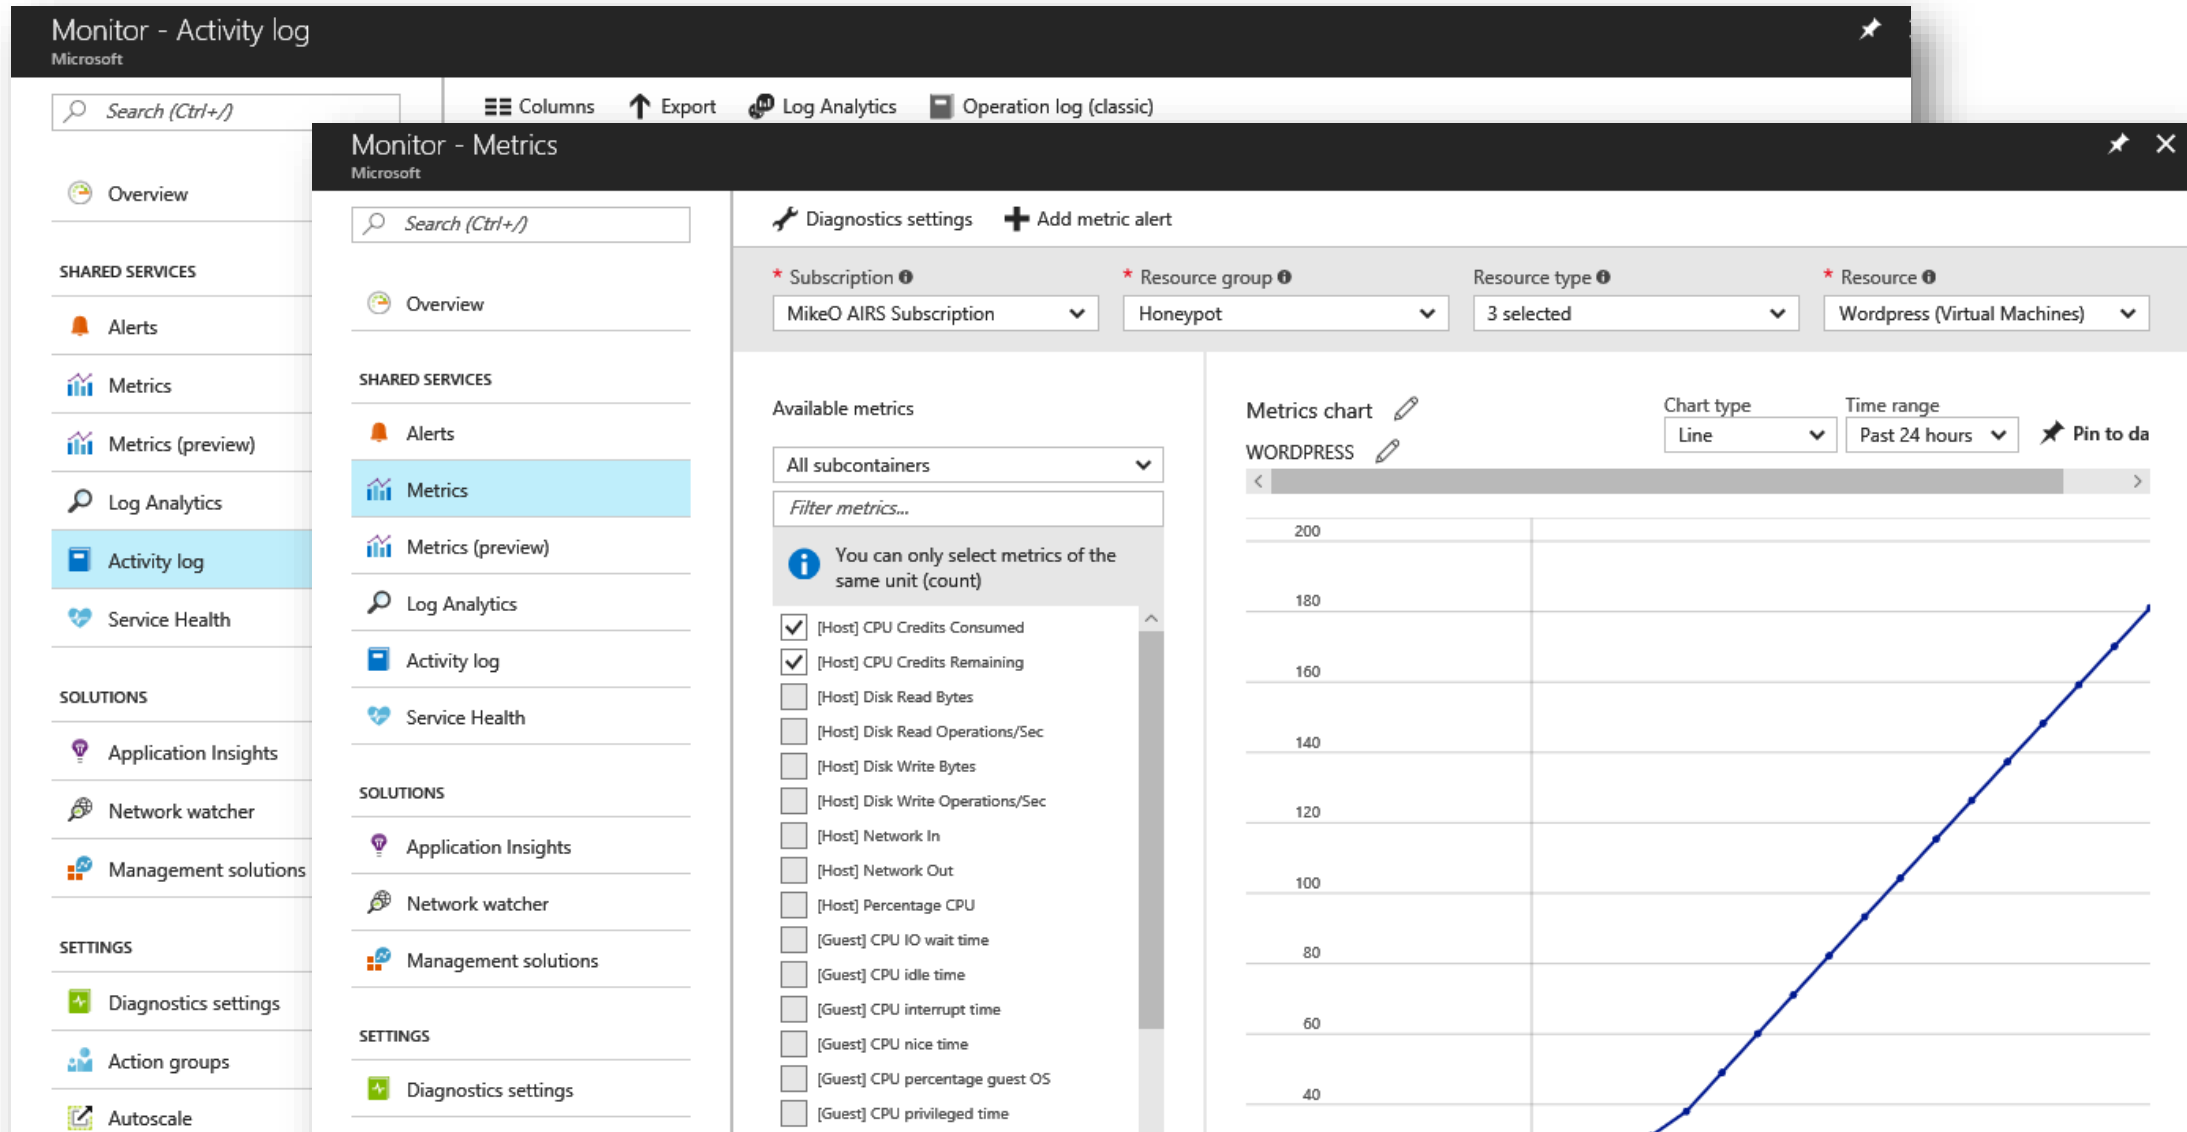 Monitor - Activity log
Microsoft
Search (Ctrl+/)
Columns
Export
Log Analytics
Operation log (classic)
Overview
SHARED SERVICES
Alerts
Metrics
Metrics (preview)
Log Analytics
Activity log
Service Health
SOLUTIONS
Application Insights
Network watcher
Management solutions
SETTINGS
Diagnostics settings
Action groups
Autoscale
Monitor - Metrics
Microsoft
Search (Ctrl+/)
Overview
SHARED SERVICES
Alerts
Metrics
Metrics (preview)
Log Analytics
Activity log
Service Health
SOLUTIONS
Application Insights
Network watcher
Management solutions
SETTINGS
Diagnostics settings
Diagnostics settings
Add metric alert
* Subscription
MikeO AIRS Subscription
* Resource group
Honeypot
Resource type
3 selected
* Resource
Wordpress (Virtual Machines)
Available metrics
All subcontainers
Filter metrics...
You can only select metrics of the
same unit (count)
[Host] CPU Credits Consumed
[Host] CPU Credits Remaining
[Host] Disk Read Bytes
[Host] Disk Read Operations/Sec
[Host] Disk Write Bytes
[Host] Disk Write Operations/Sec
[Host] Network In
[Host] Network Out
[Host] Percentage CPU
[Guest] CPU IO wait time
[Guest] CPU idle time
[Guest] CPU interrupt time
[Guest] CPU nice time
[Guest] CPU percentage guest OS
[Guest] CPU privileged time
Metrics chart
WORDPRESS
Chart type
Line
Time range
Past 24 hours
Pin to da
200
180
160
140
120
100
80
60
40